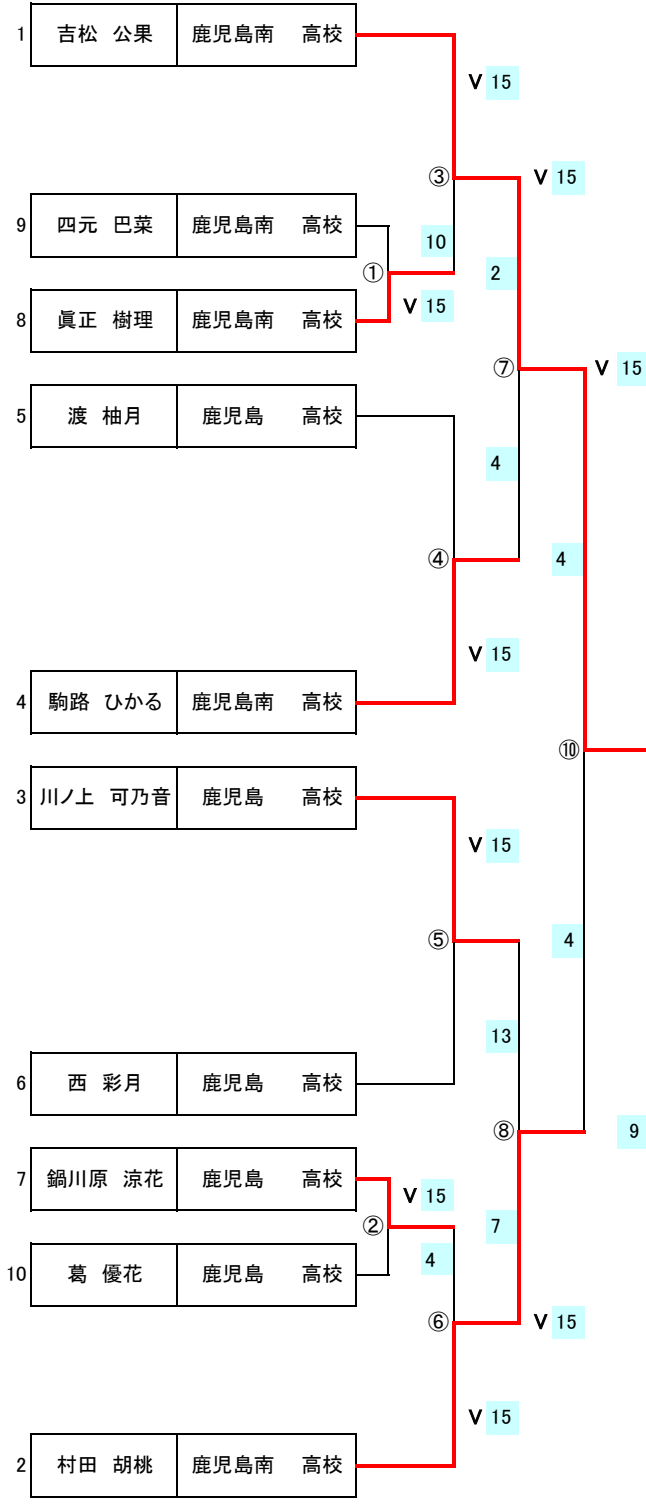 1 吉松 公果 鹿児島南 高校
V 15
③ V 15
9 四元 巴菜 鹿児島南 高校
10
① 2
V 15
8 眞正 樹理 鹿児島南 高校
⑦ V 15
5 渡 柚月 鹿児島 高校
4
④ 4
V 15
4 駒路 ひかる 鹿児島南 高校
⑩
3 川ノ上 可乃音 鹿児島 高校
V 15
⑤ 4
13
6 西 彩月 鹿児島 高校
⑧ 9
7 鍋川原 涼花 鹿児島 高校
V 15
② 7
4
10 葛 優花 鹿児島 高校
⑥ V 15
V 15
2 村田 胡桃 鹿児島南 高校